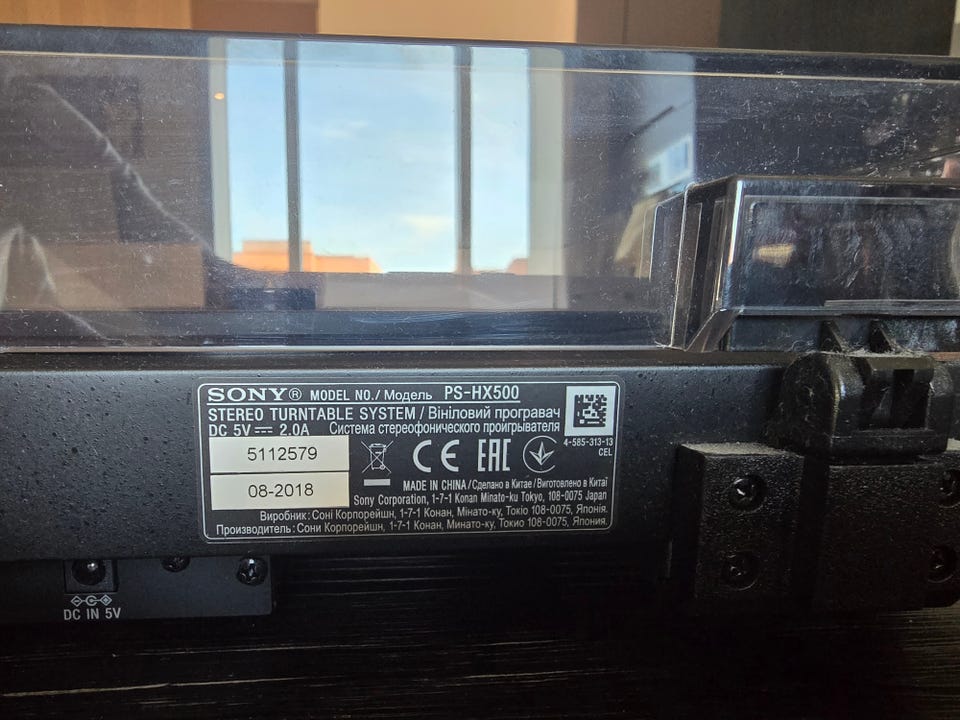 SONY® MODEL NO./Модель PS-HX500
STEREO TURNTABLE SYSTEM / Вініловий програвач
DC 5V 2.0A Система стереофонического проигрывателя
4-585-313-13
CEL
5112579
CE EAC
08-2018
MADE IN CHINA/Сделано в Китае/Виготовлено в Китаї
Sony Corporation, 1-7-1 Konan Minato-ku Tokyo, 108-0075 Japan
Виробник: Соні Корпорейшн, 1-7-1 Конан, Мінато-ку, Токіо 108-0075, Японія.
Производитель: Сони Корпорейшн, 1-7-1 Конан, Минато-ку, Токио 108-0075, Япония.
DC IN 5V